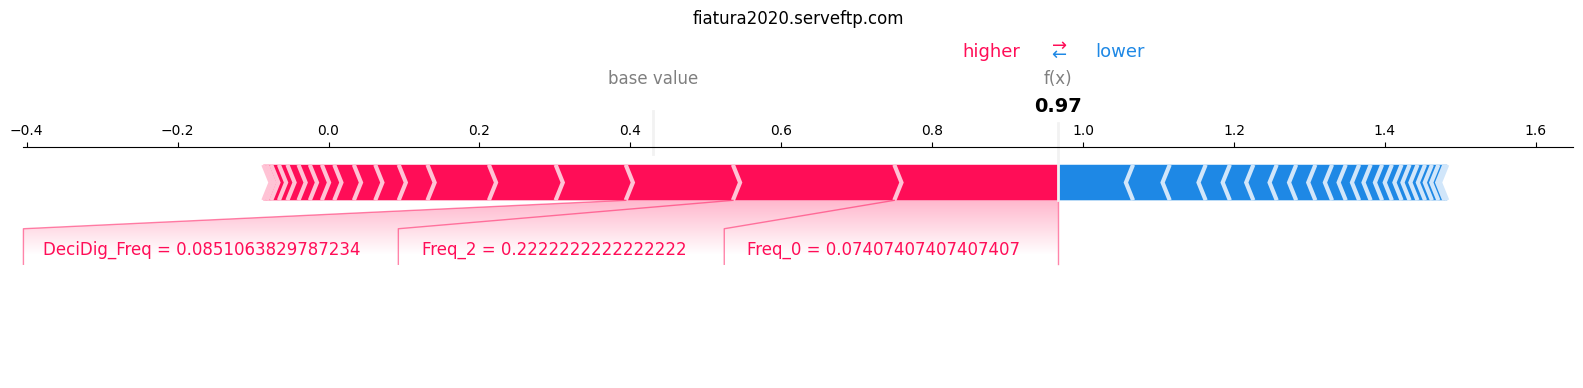 fiatura2020.serveftp.com
higher ⇄ lower
base value f(x)
0.97
−0.4 −0.2 0.0 0.2 0.4 0.6 0.8 1.0 1.2 1.4 1.6
DeciDig_Freq = 0.0851063829787234 Freq_2 = 0.2222222222222222 Freq_0 = 0.07407407407407407